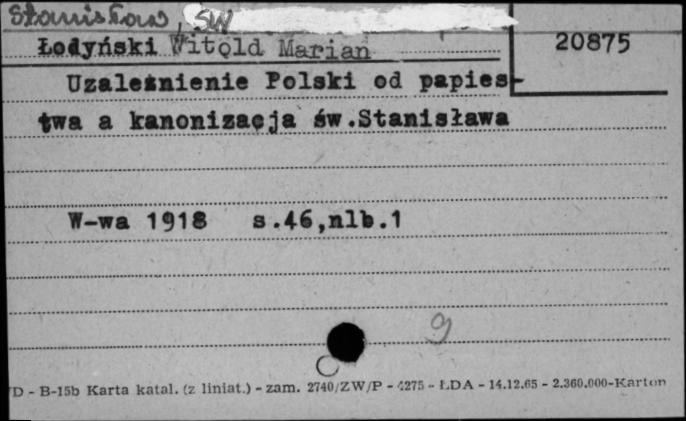 Stanisław, św
Łodyński Witold Marian 20875
Uzależnienie Polski od papies-
twa a kanonizacja św.Stanisława
W-wa 1918 s.46,nlb.1
9
D - B-15b Karta katal. (z liniat.) - zam. 2740/ZW/P - 4275 - ŁDA - 14.12.65 - 2.360.000-Karton